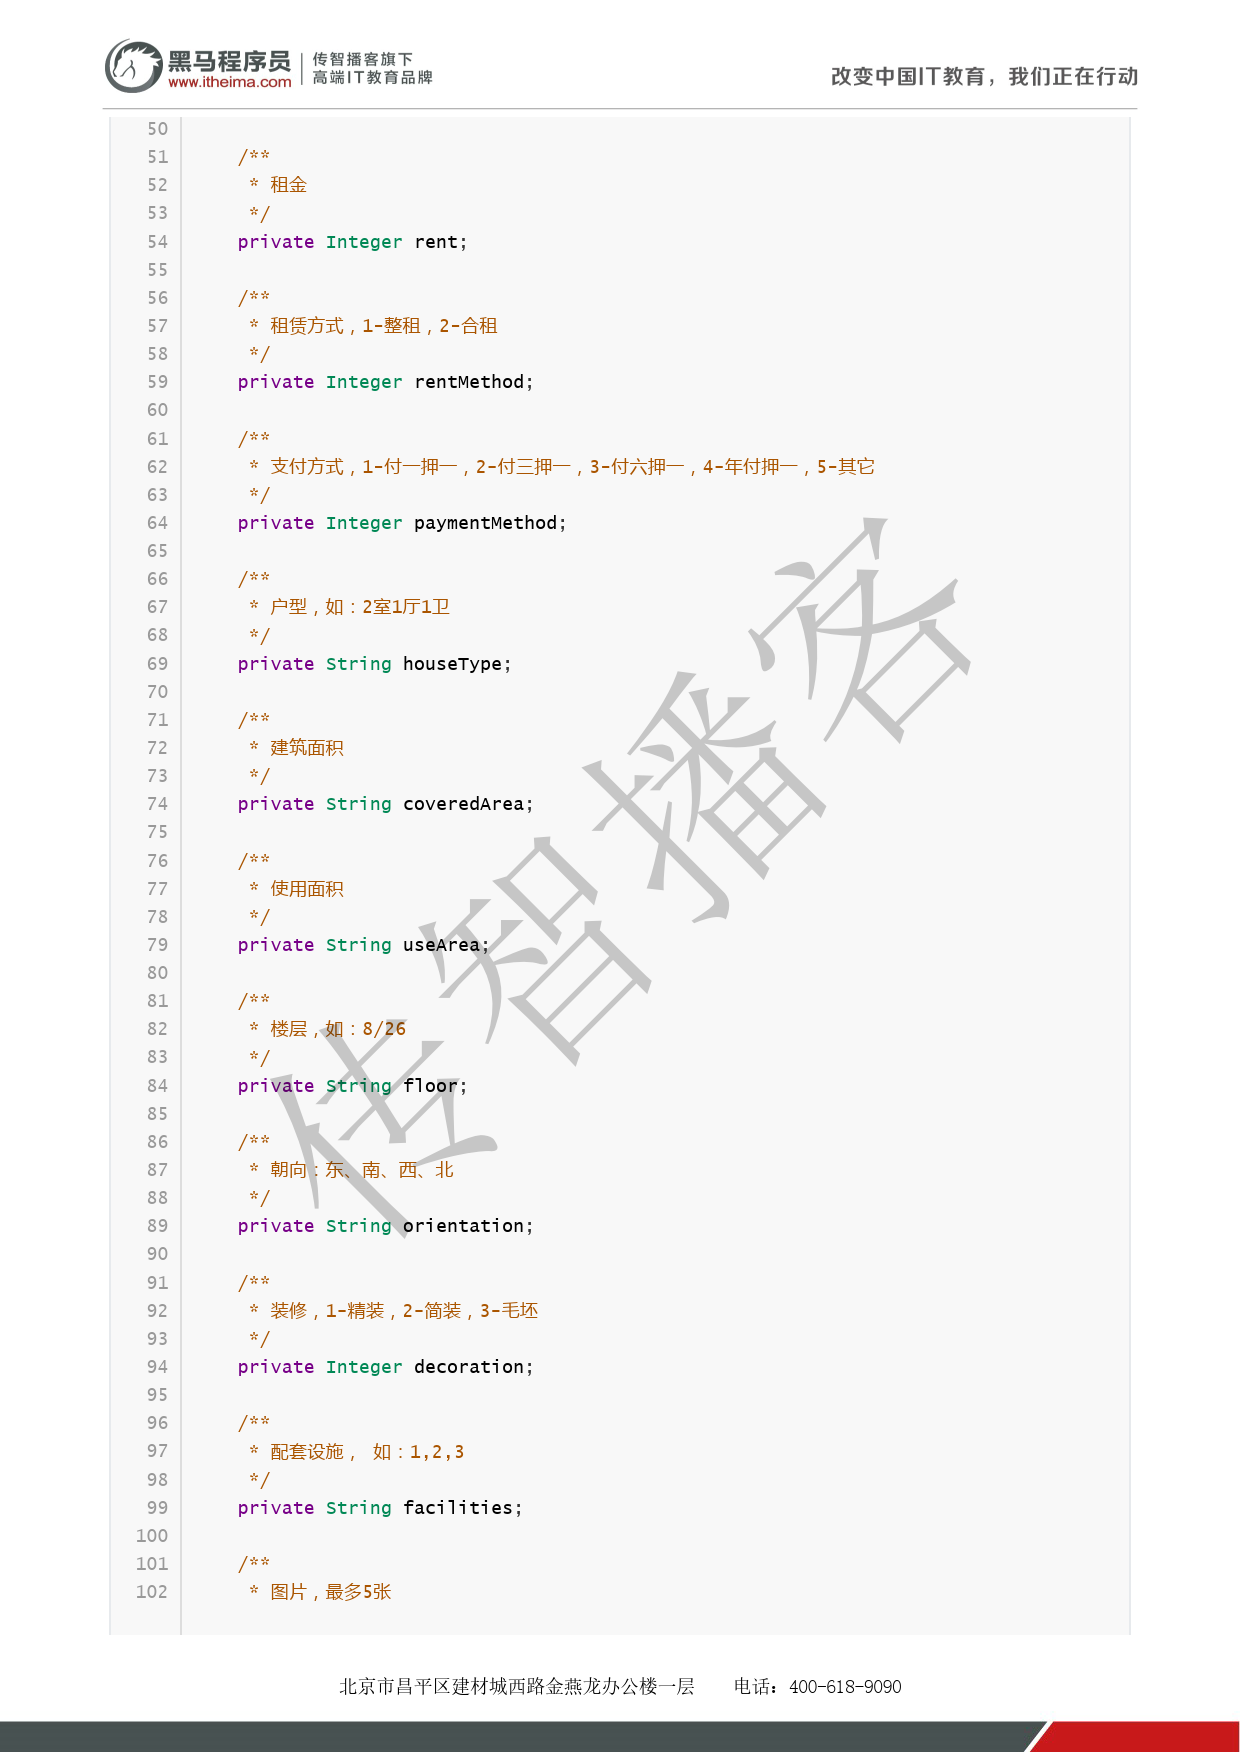 黑马程序员
www.itheima.com
传智播客旗下
高端IT教育品牌
改变中国IT教育，我们正在行动
50
51 /**
52 * 租金
53 */
54 private Integer rent;
55
56 /**
57 * 租赁方式，1-整租，2-合租
58 */
59 private Integer rentMethod;
60
61 /**
62 * 支付方式，1-付一押一，2-付三押一，3-付六押一，4-年付押一，5-其它
63 */
64 private Integer paymentMethod;
65
66 /**
67 * 户型，如：2室1厅1卫
68 */
69 private String houseType;
70
71 /**
72 * 建筑面积
73 */
74 private String coveredArea;
75
76 /**
77 * 使用面积
78 */
79 private String useArea;
80
81 /**
82 * 楼层，如：8/26
83 */
84 private String floor;
85
86 /**
87 * 朝向：东、南、西、北
88 */
89 private String orientation;
90
91 /**
92 * 装修，1-精装，2-简装，3-毛坯
93 */
94 private Integer decoration;
95
96 /**
97 * 配套设施， 如：1,2,3
98 */
99 private String facilities;
100
101 /**
102 * 图片，最多5张
传智播客
北京市昌平区建材城西路金燕龙办公楼一层 电话：400-618-9090